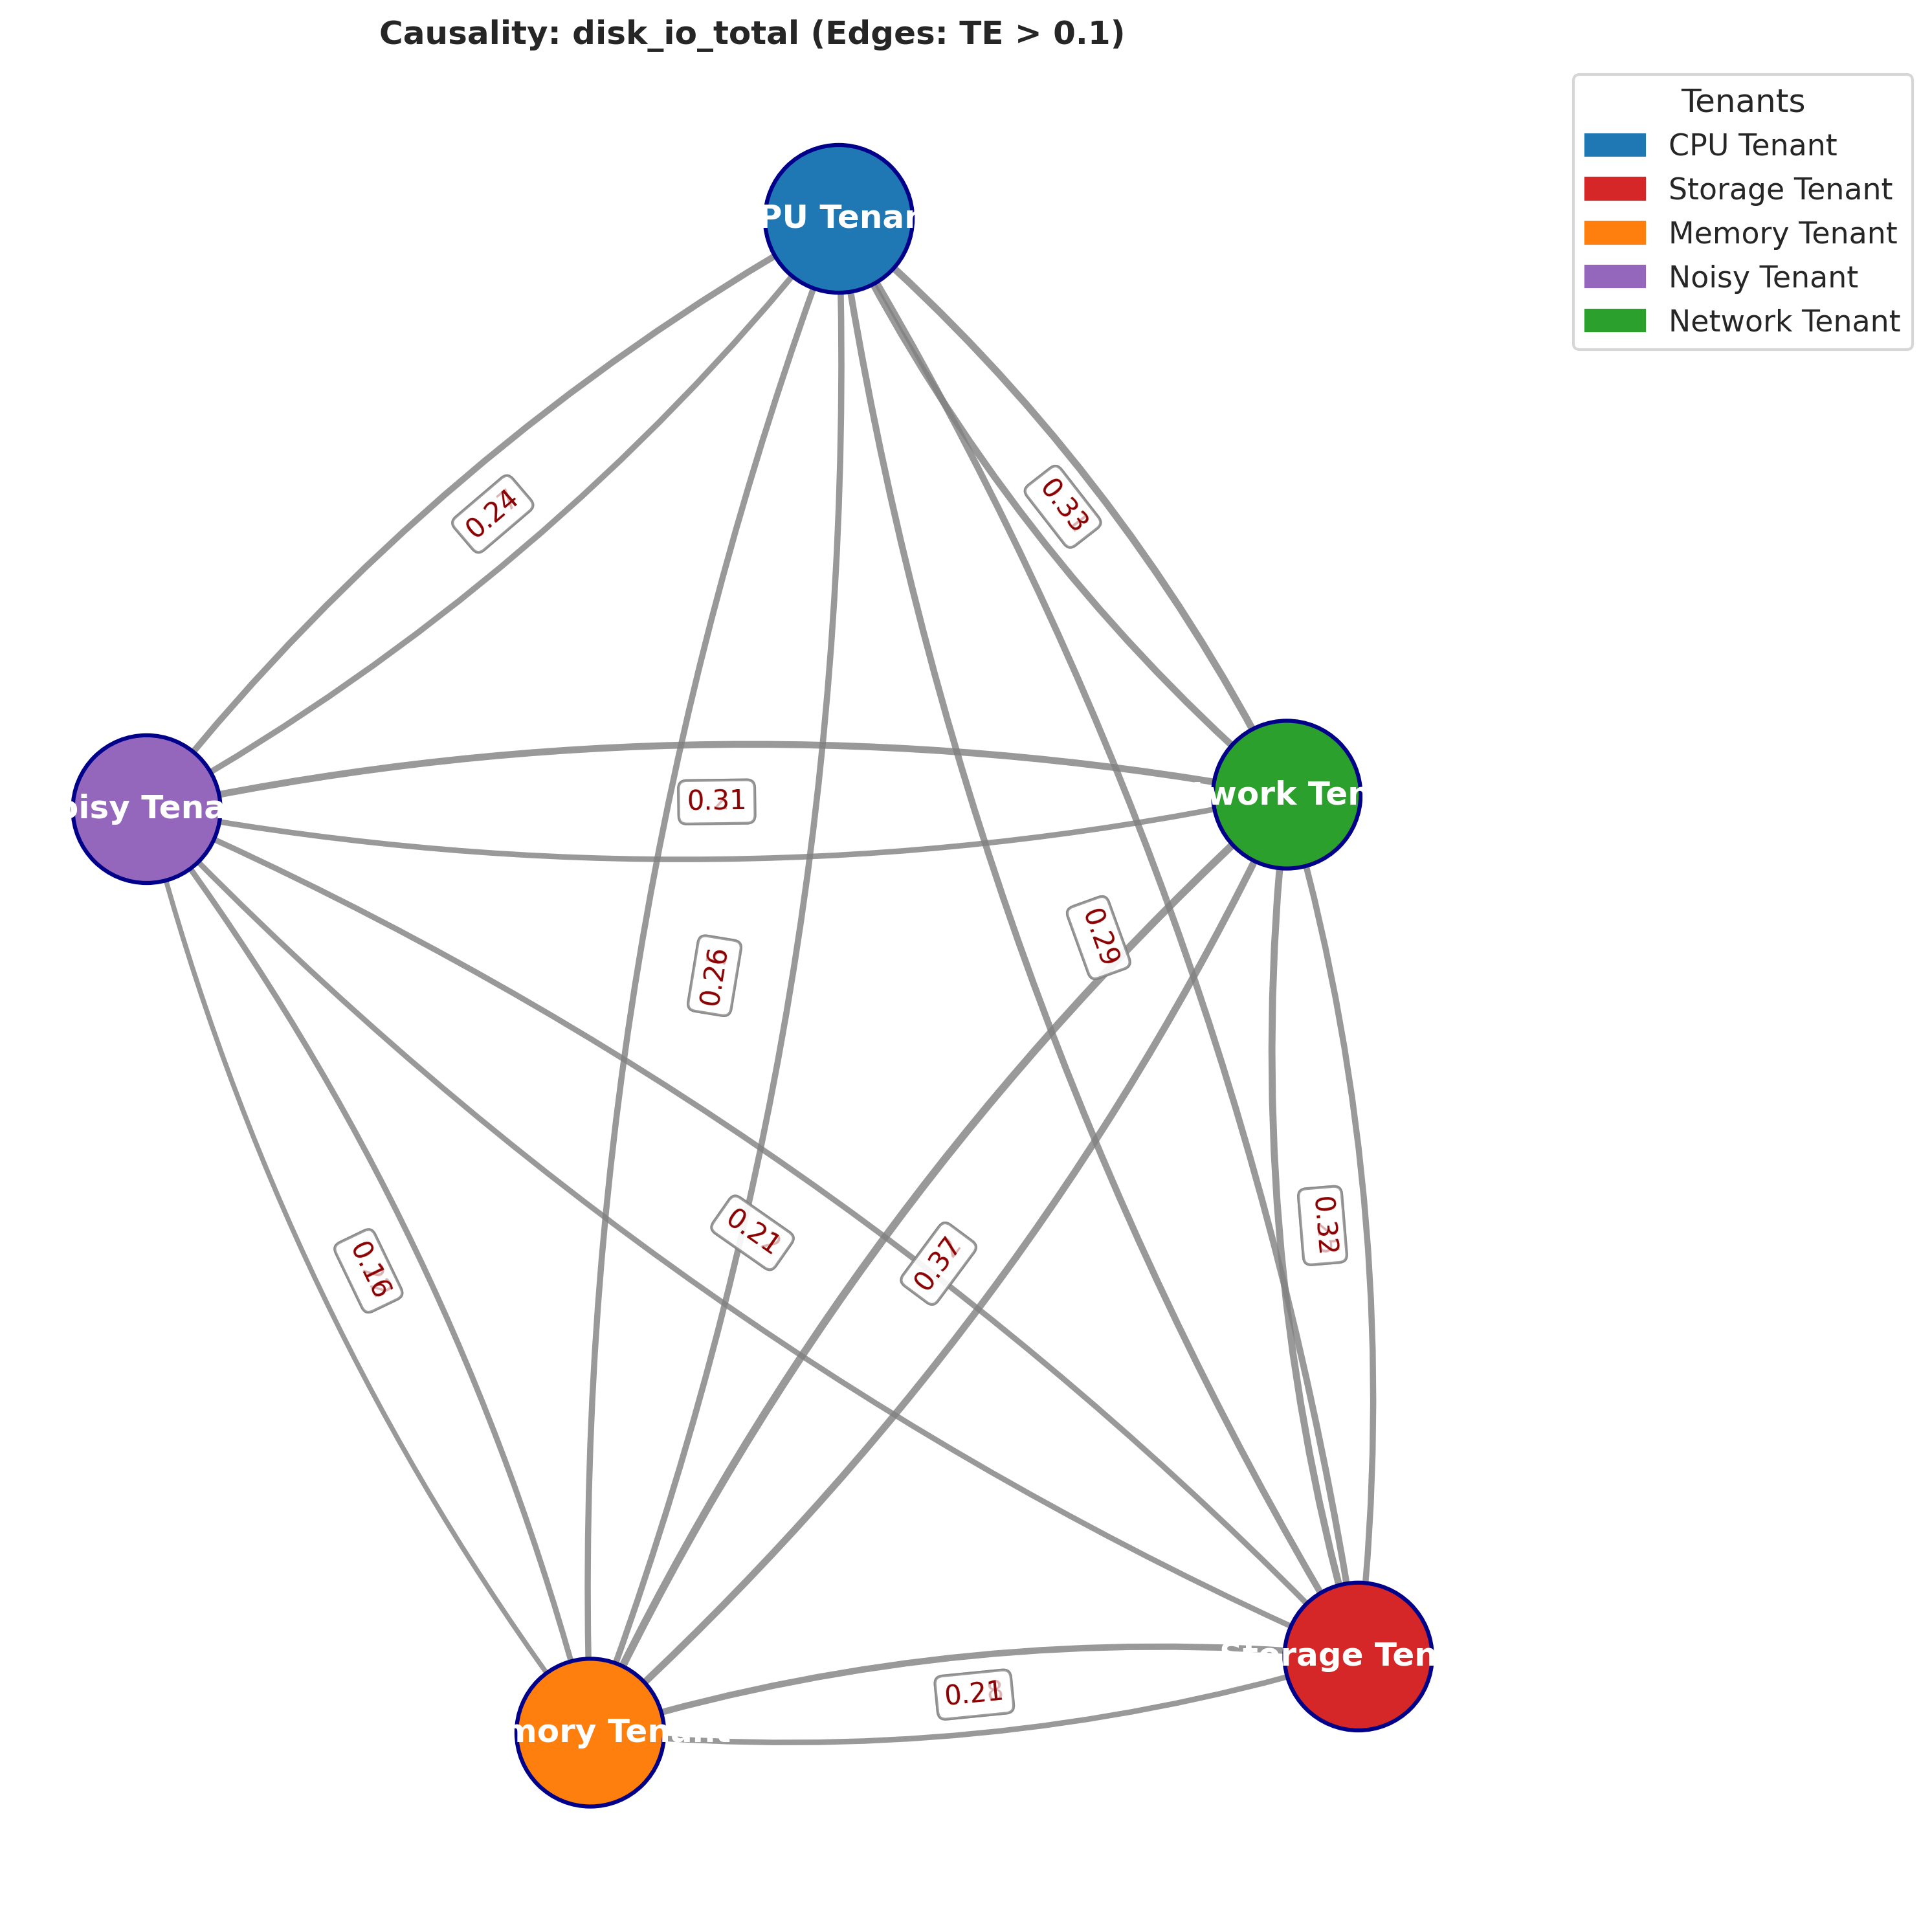 Causality: disk_io_total (Edges: TE > 0.1)
Tenants
CPU Tenant
Storage Tenant
Memory Tenant
Noisy Tenant
Network Tenant
PU Tenan
0.24
0.33
oisy Tena
work Ten
0.31
0.29
0.26
0.21
0.37
0.32
0.16
orage Ten
0.21
mory Tenant